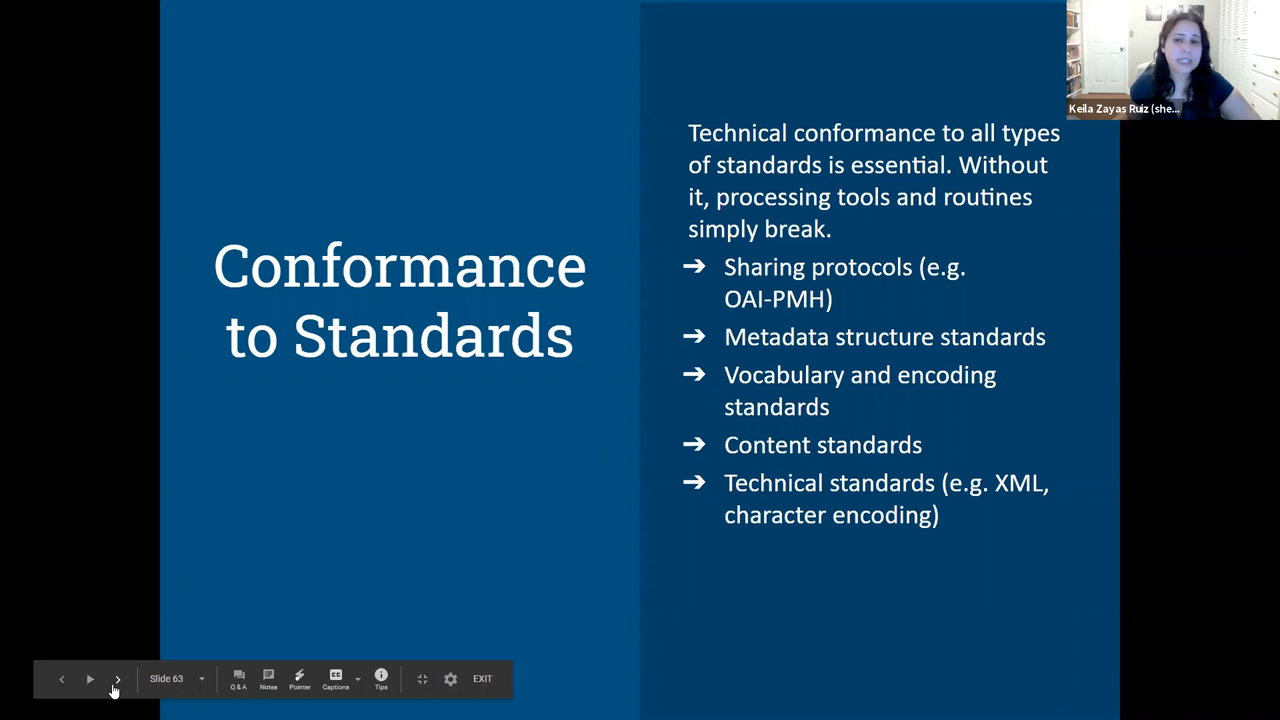 Conformance
to Standards
Technical conformance to all types
of standards is essential. Without
it, processing tools and routines
simply break.
➔ Sharing protocols (e.g.
OAI-PMH)
➔ Metadata structure standards
➔ Vocabulary and encoding
standards
➔ Content standards
➔ Technical standards (e.g. XML,
character encoding)
Keila Zayas Ruiz (she...
Slide 63
Q & A
Notes
Pointer
CC
Captions
Tips
EXIT